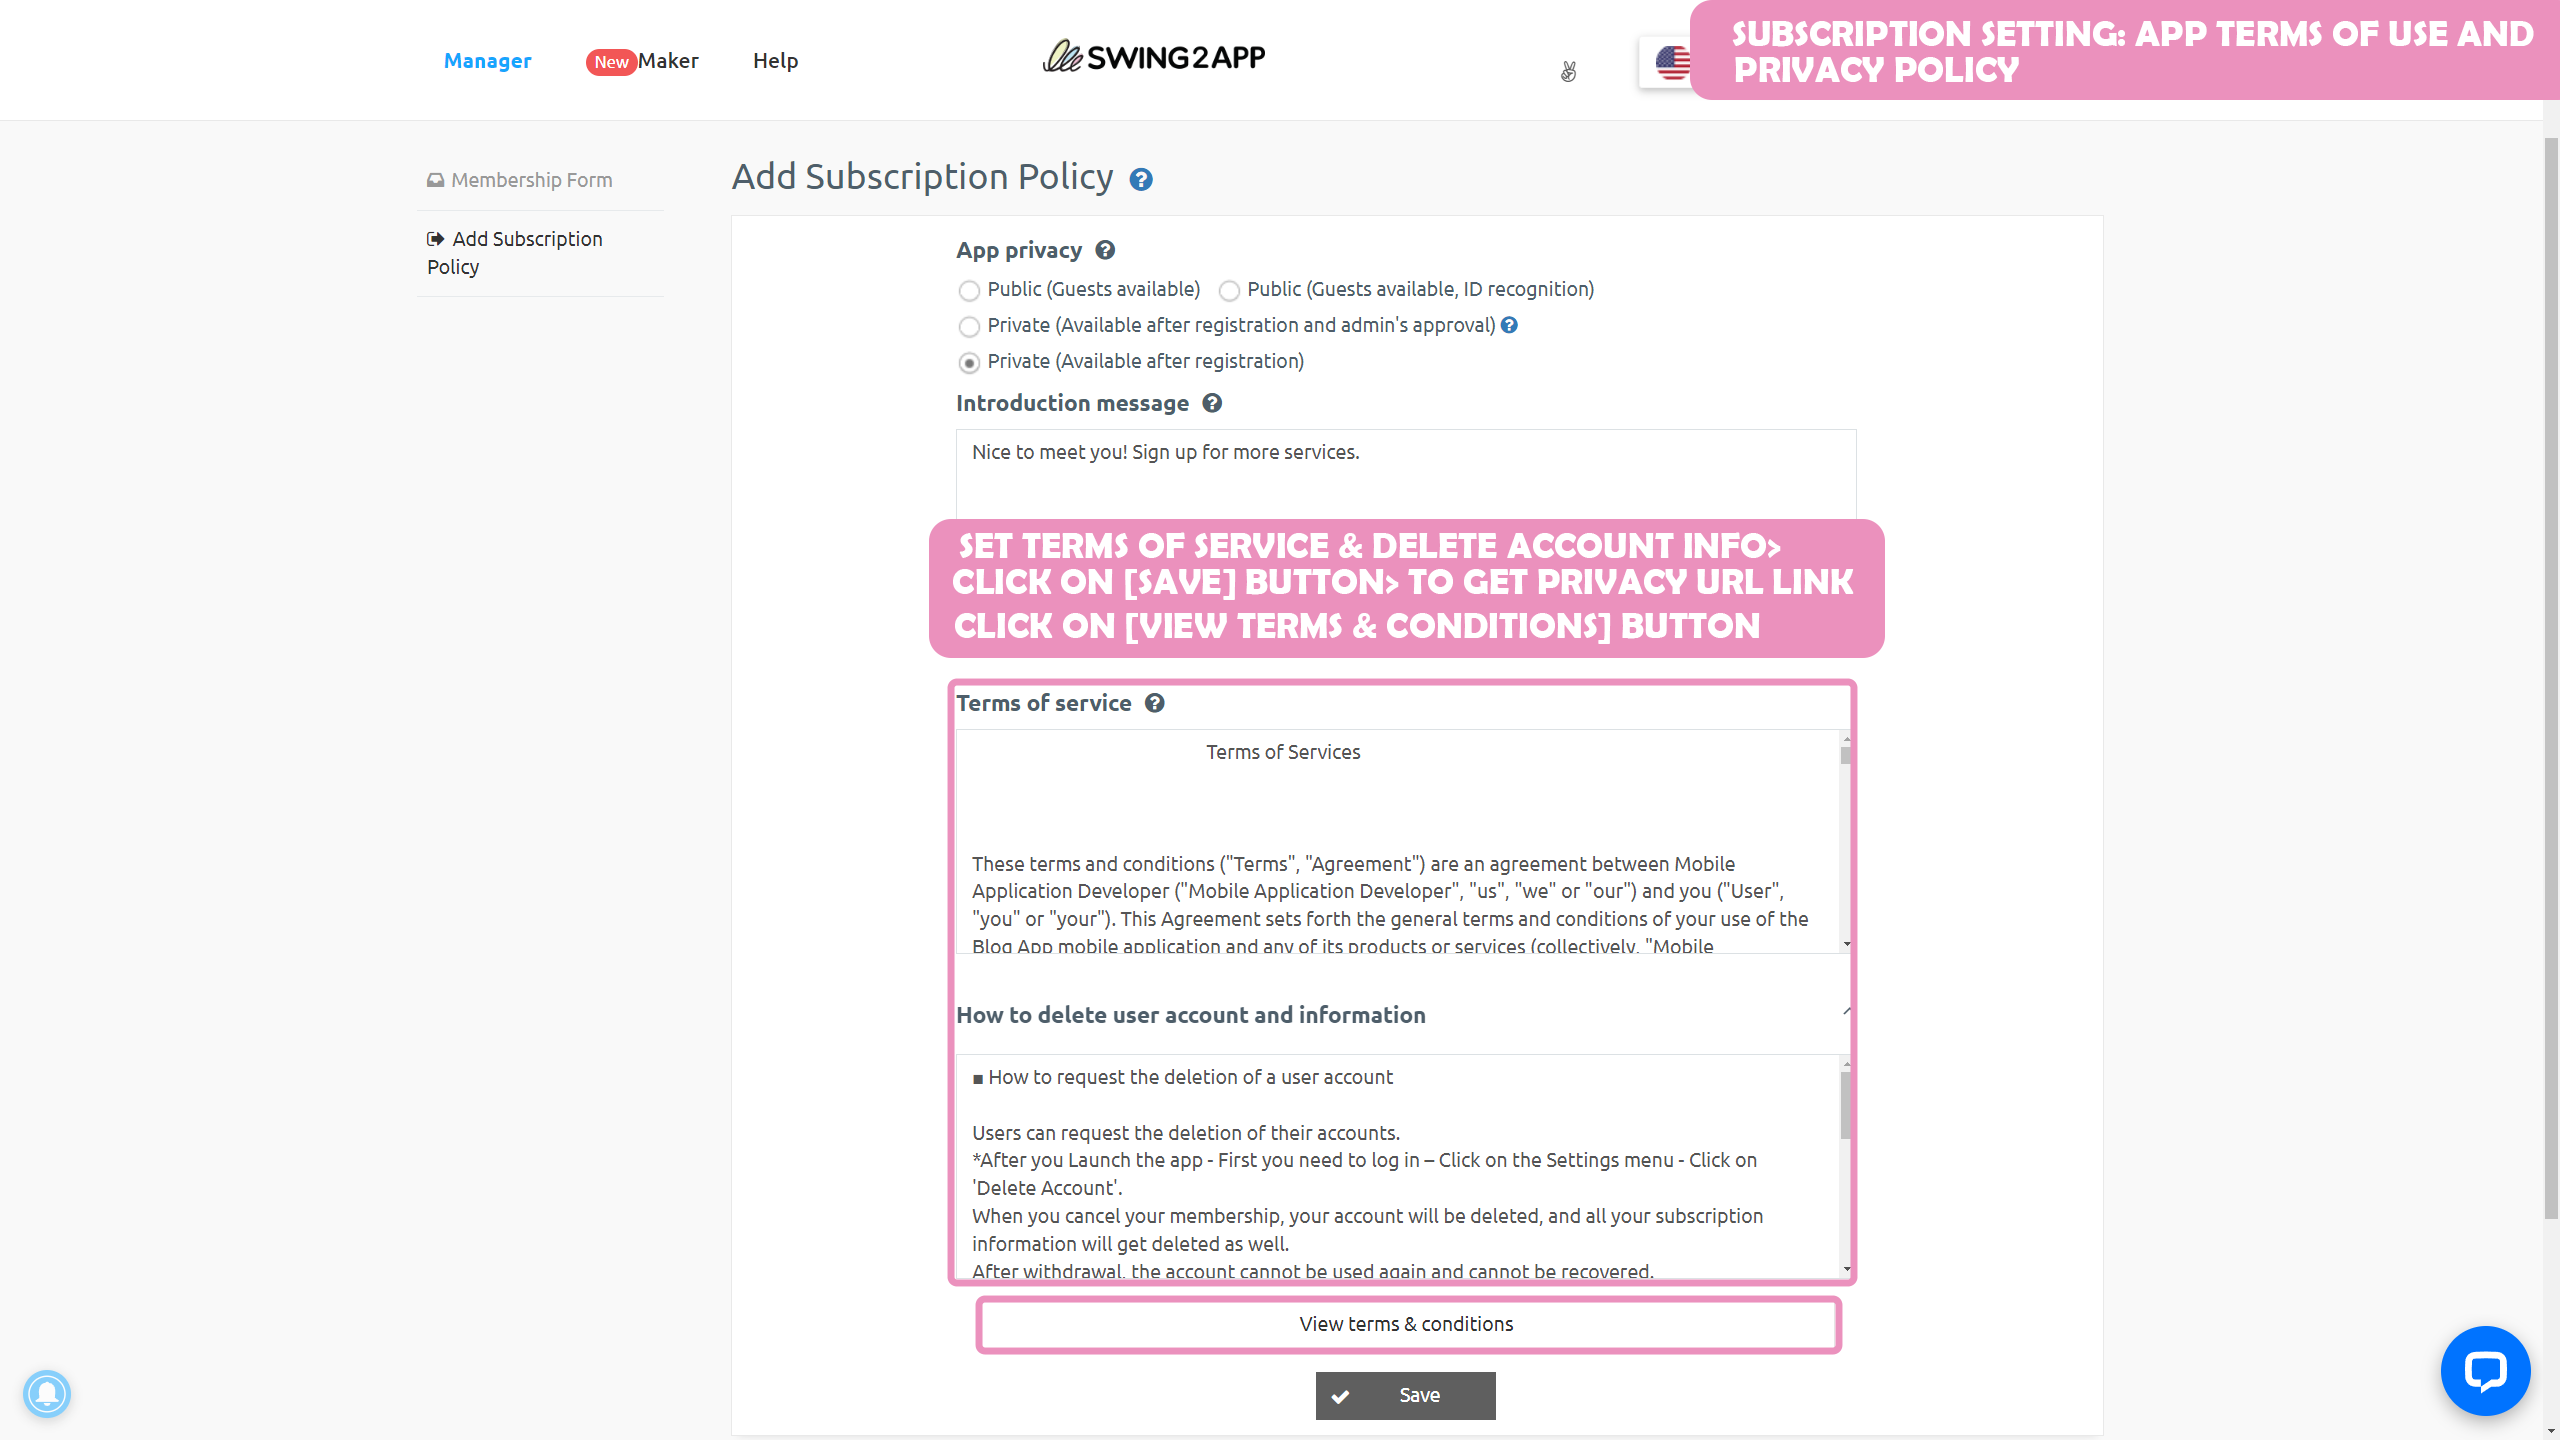 SUBSCRIPTION SETTING: APP TERMS OF USE AND
PRIVACY POLICY
Manager
New Maker
Help
SWING2APP
Membership Form
Add Subscription
Policy
Add Subscription Policy
App privacy
Public (Guests available)
Public (Guests available, ID recognition)
Private (Available after registration and admin's approval)
Private (Available after registration)
Introduction message
Nice to meet you! Sign up for more services.
SET TERMS OF SERVICE & DELETE ACCOUNT INFO>
CLICK ON [SAVE] BUTTON> TO GET PRIVACY URL LINK
CLICK ON [VIEW TERMS & CONDITIONS] BUTTON
Terms of service
Terms of Services
These terms and conditions ("Terms", "Agreement") are an agreement between Mobile
Application Developer ("Mobile Application Developer", "us", "we" or "our") and you ("User",
"you" or "your"). This Agreement sets forth the general terms and conditions of your use of the
Blog App mobile application and any of its products or services (collectively, "Mobile
How to delete user account and information
■ How to request the deletion of a user account
Users can request the deletion of their accounts.
*After you Launch the app - First you need to log in – Click on the Settings menu - Click on
'Delete Account'.
When you cancel your membership, your account will be deleted, and all your subscription
information will get deleted as well.
After withdrawal, the account cannot be used again and cannot be recovered.
View terms & conditions
Save